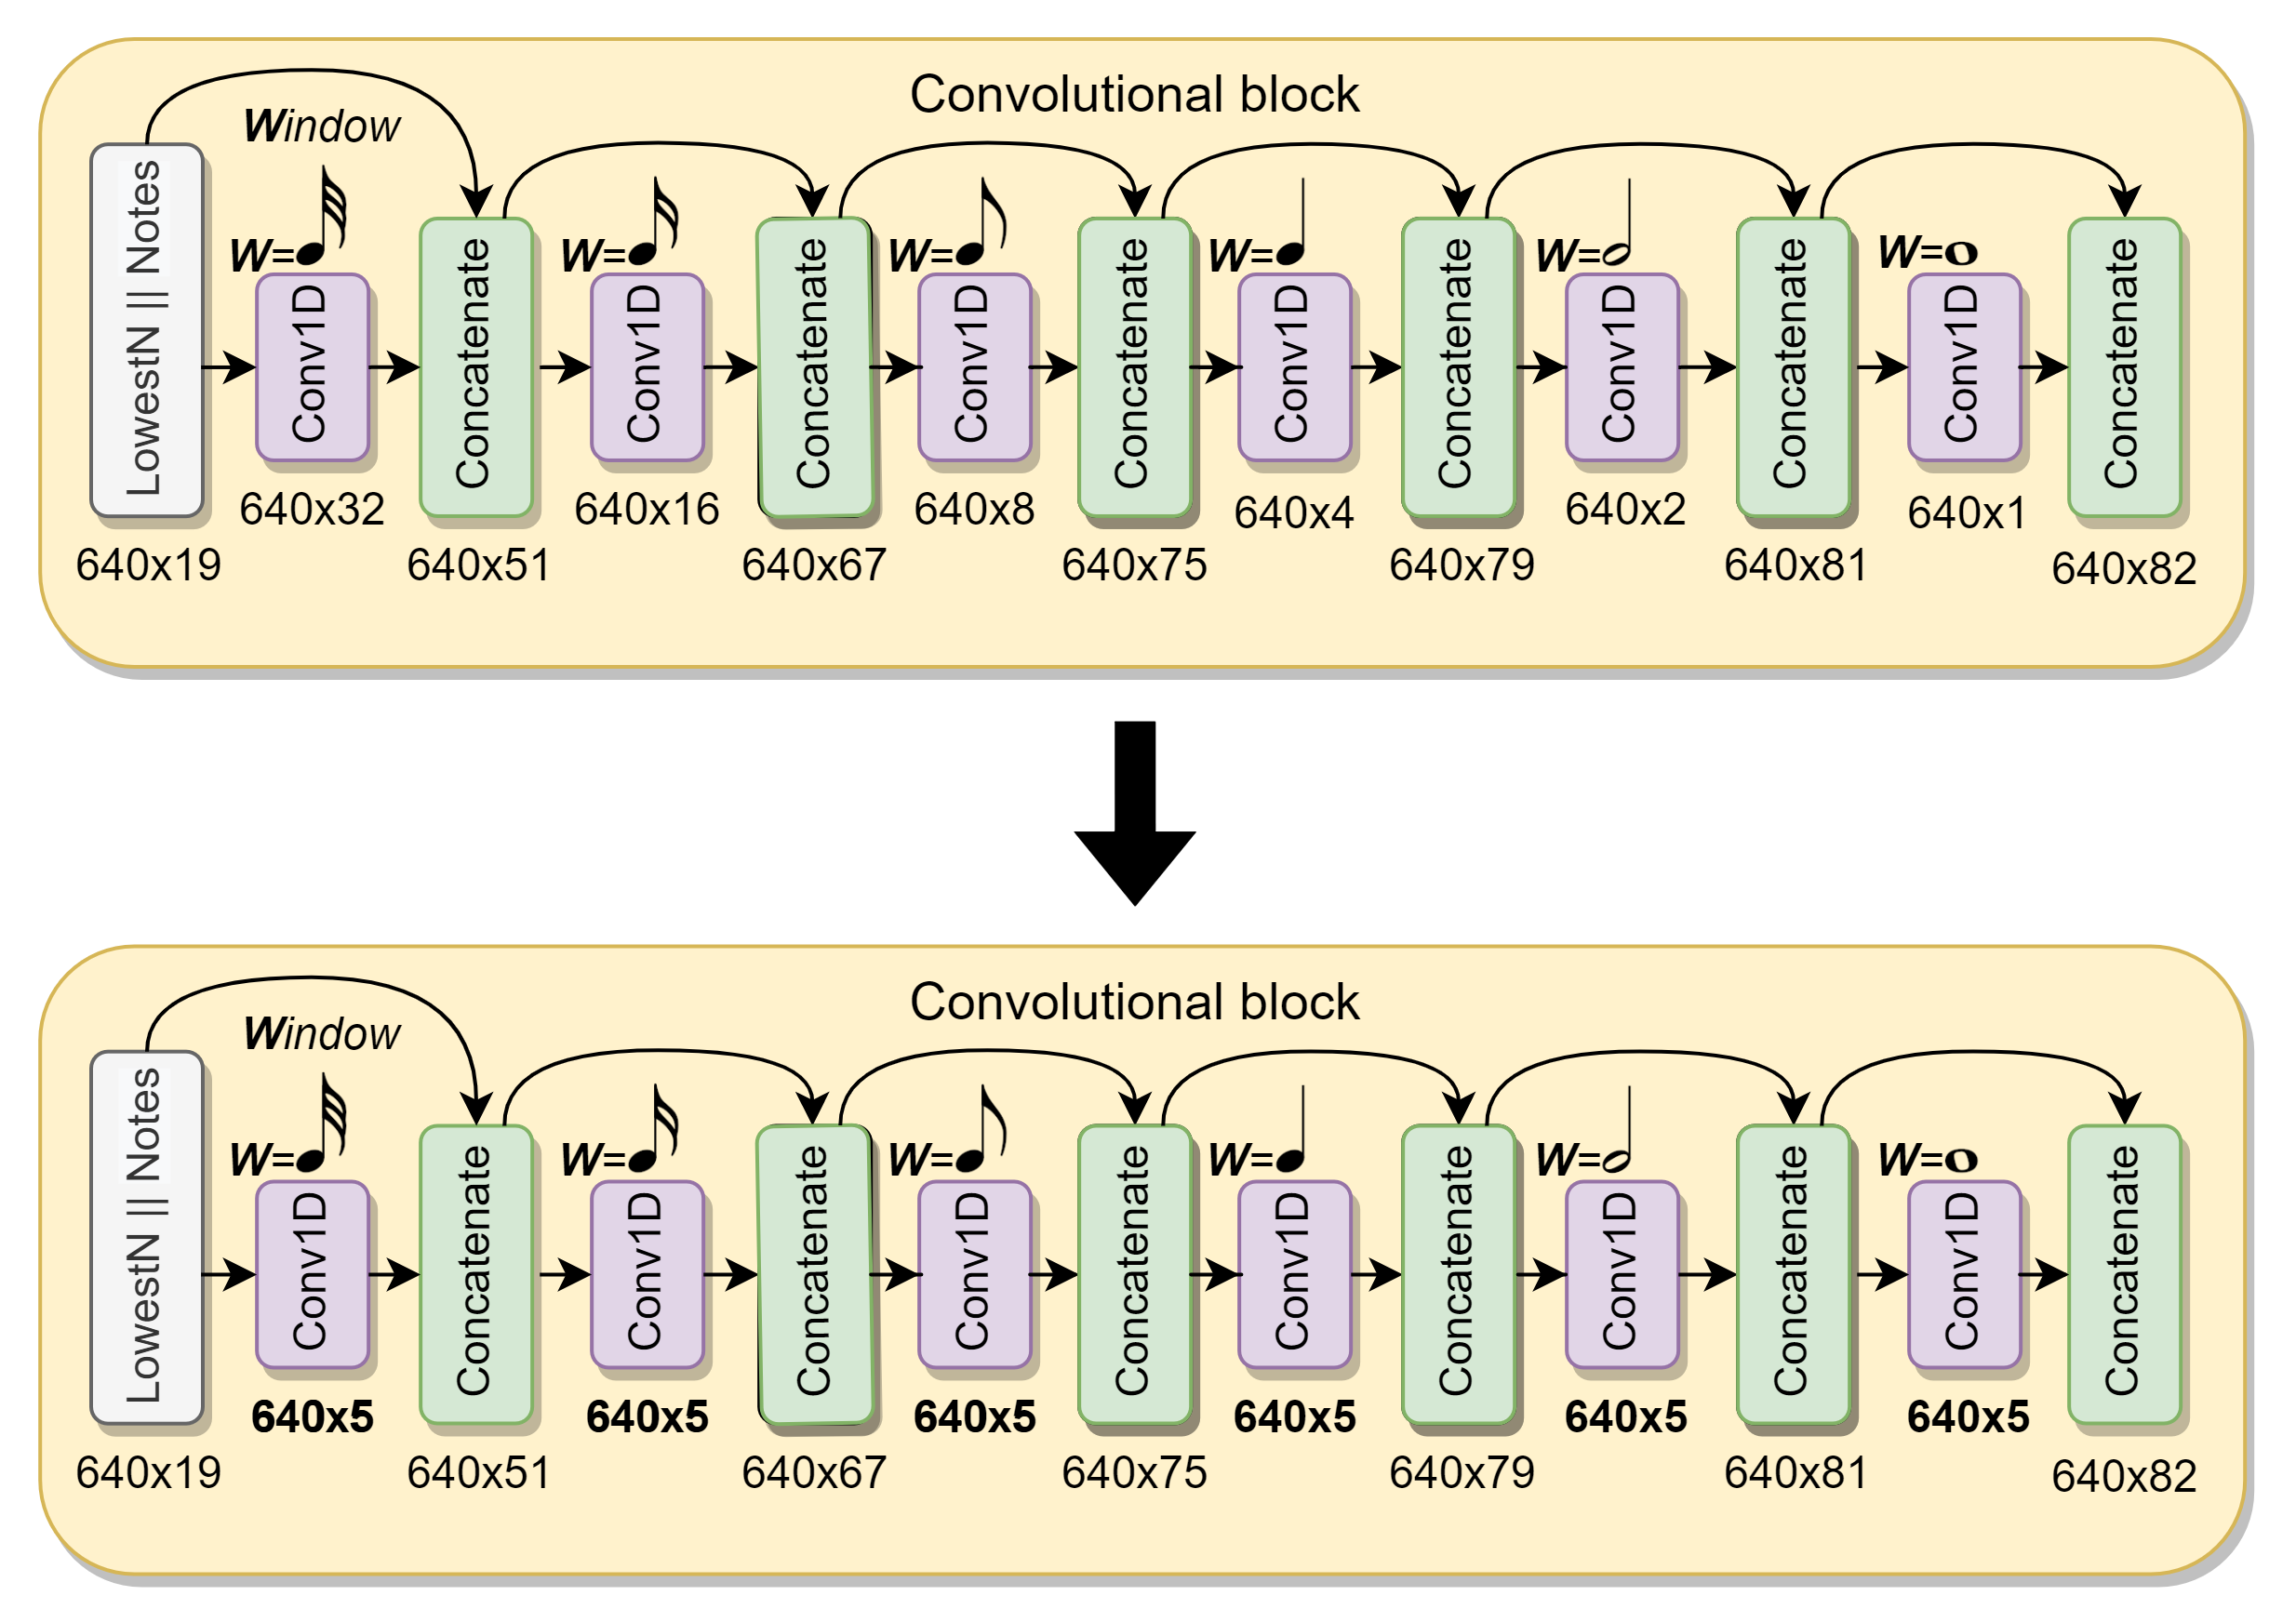 Convolutional block
Window
LowestN || Notes
W=
Conv1D
640x32
Concatenate
W=
Conv1D
640x16
Concatenate
W=
Conv1D
640x8
Concatenate
W=
Conv1D
640x4
Concatenate
W=
Conv1D
640x2
Concatenate
W=
Conv1D
640x1
Concatenate
640x19
640x51
640x67
640x75
640x79
640x81
640x82
Convolutional block
Window
LowestN || Notes
W=
Conv1D
640x5
Concatenate
W=
Conv1D
640x5
Concatenate
W=
Conv1D
640x5
Concatenate
W=
Conv1D
640x5
Concatenate
W=
Conv1D
640x5
Concatenate
W=
Conv1D
640x5
Concatenate
640x19
640x51
640x67
640x75
640x79
640x81
640x82